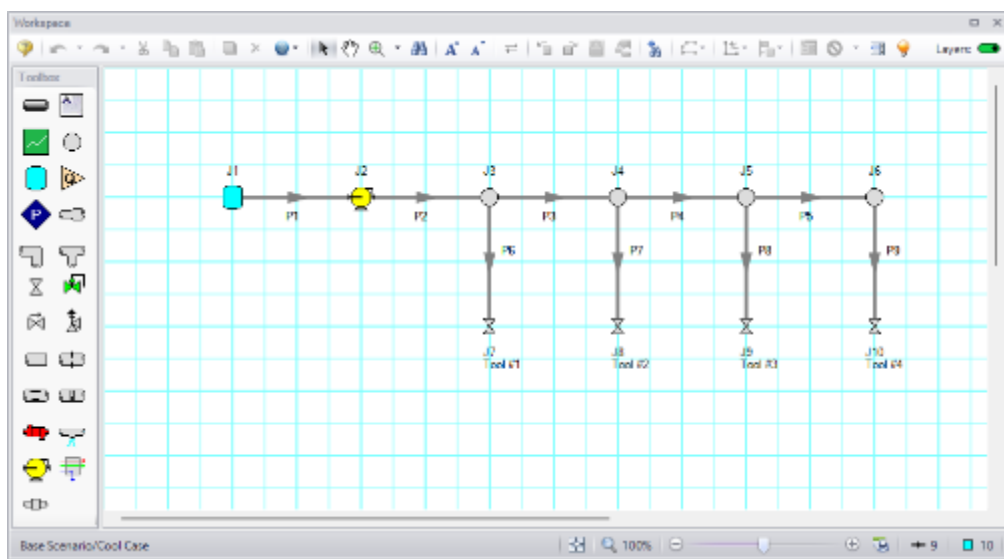 Workspace
Layers:
Toolbox
A
J1
J2
J3
J4
J5
J6
P1
P2
P3
P4
P5
P6
P7
P8
P9
P
J7
Tool #1
J8
Tool #2
J9
Tool #3
J10
Tool #4
Base Scenario/Cool Case
100%
9
10